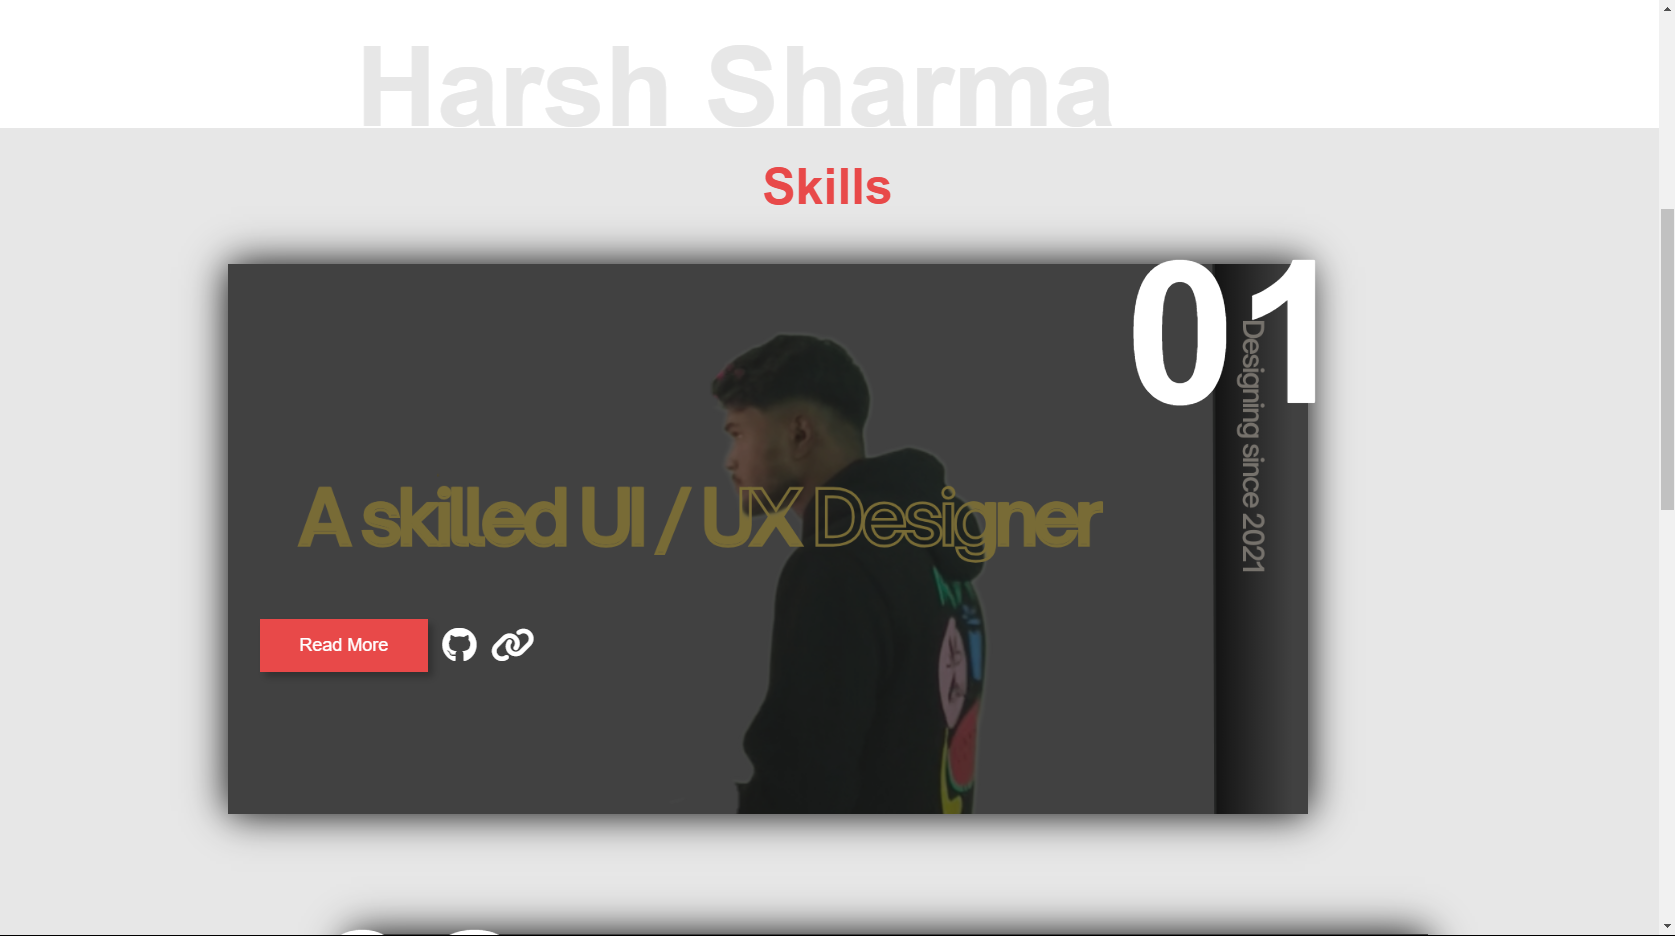 Harsh Sharma
Skills
01
Designing since 2021
A skilled UI / UX Designer
Read More